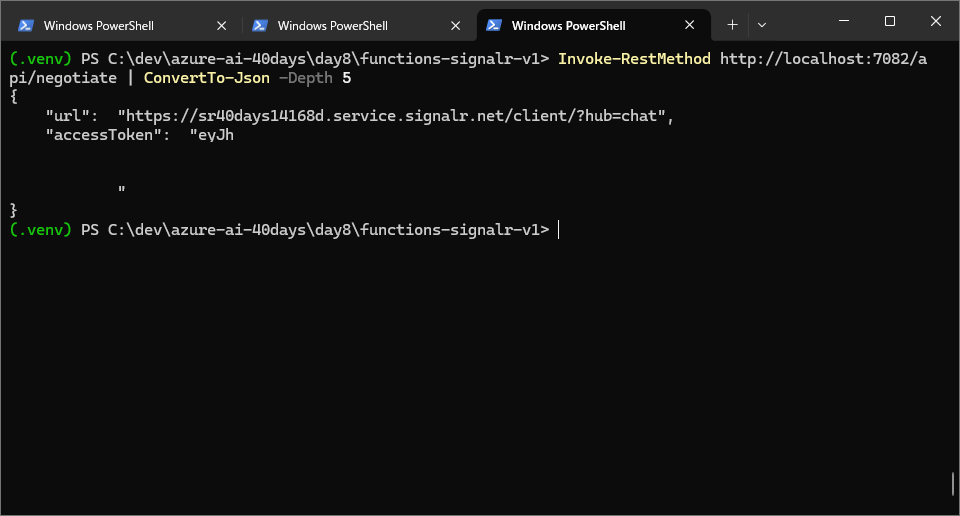 Windows PowerShell
Windows PowerShell
Windows PowerShell
(.venv) PS C:\dev\azure-ai-40days\day8\functions-signalr-v1> Invoke-RestMethod http://localhost:7082/a
pi/negotiate | ConvertTo-Json -Depth 5
{
    "url":  "https://sr40days14168d.service.signalr.net/client/?hub=chat",
    "accessToken":  "eyJh
            "
}
(.venv) PS C:\dev\azure-ai-40days\day8\functions-signalr-v1>